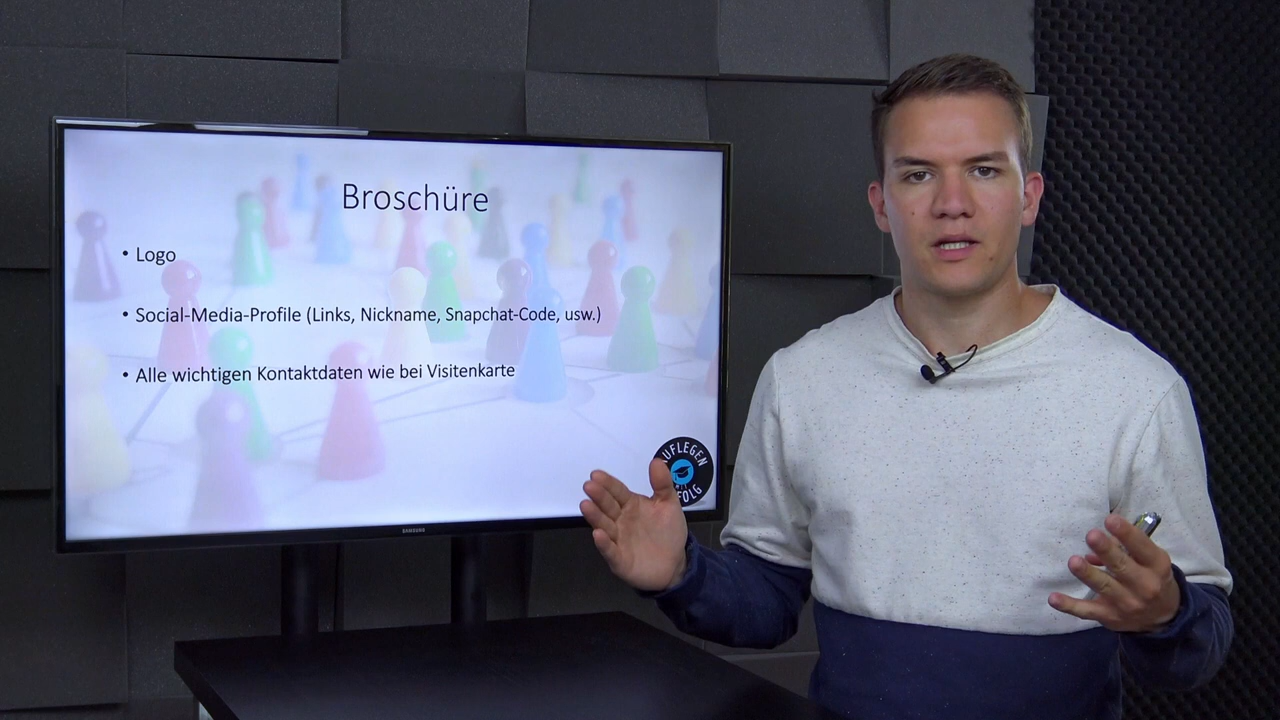 Broschüre
• Logo
• Social-Media-Profile (Links, Nickname, Snapchat-Code, usw.)
• Alle wichtigen Kontaktdaten wie bei Visitenkarte
SAMSUNG